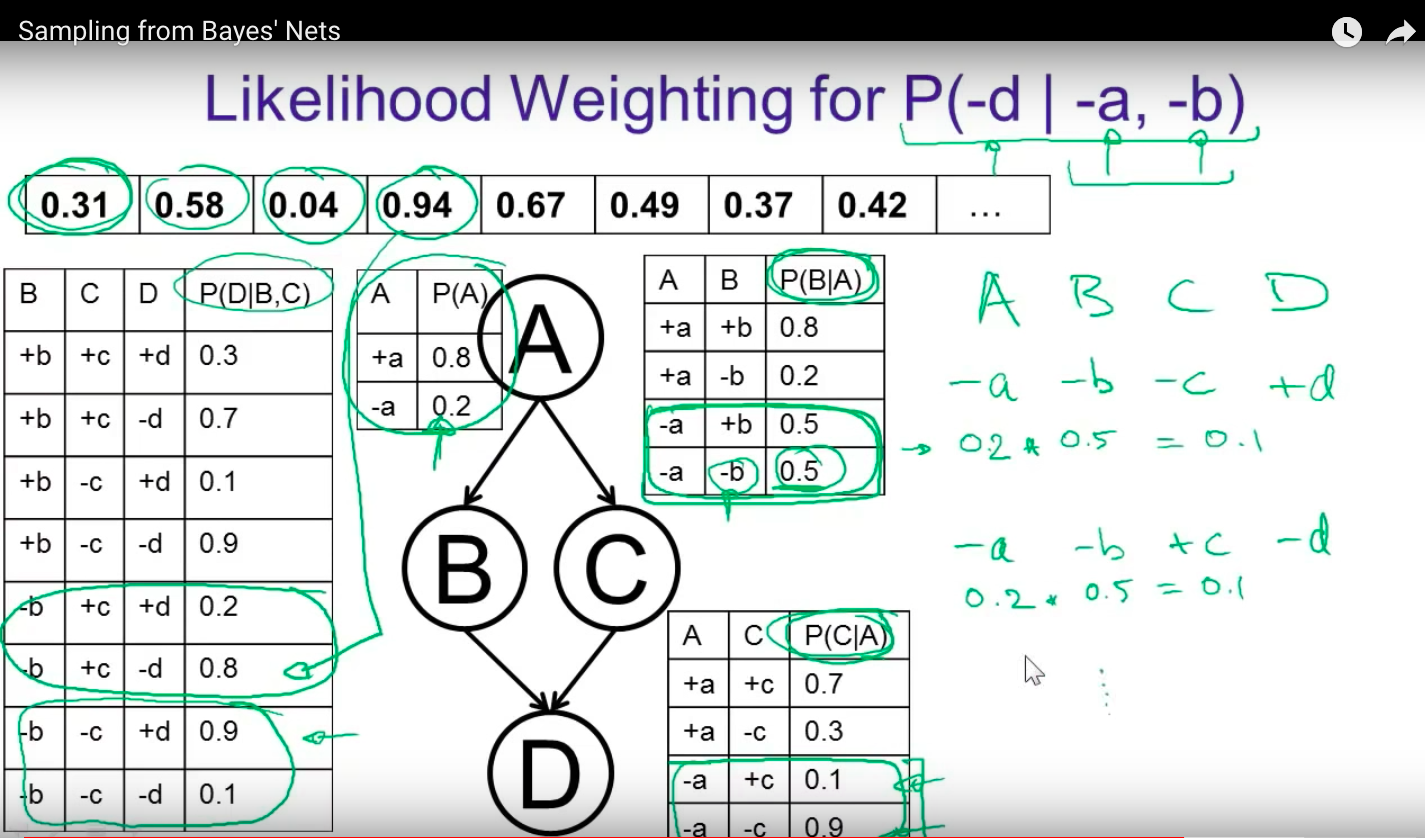 Sampling from Bayes' Nets
Likelihood Weighting for P(-d | -a, -b)
0.31 0.58 0.04 0.94 0.67 0.49 0.37 0.42 ...
B C D P(D|B,C)
+b +c +d 0.3
+b +c -d 0.7
+b -c +d 0.1
+b -c -d 0.9
-b +c +d 0.2
-b +c -d 0.8
-b -c +d 0.9
-b -c -d 0.1
A P(A)
+a 0.8
-a 0.2
A
B
C
D
A B P(B|A)
+a +b 0.8
+a -b 0.2
-a +b 0.5
-a -b 0.5
A C P(C|A)
+a +c 0.7
+a -c 0.3
-a +c 0.1
-a -c 0.9
A B C D
-a -b -c +d
→ 0.2 * 0.5 = 0.1
-a -b +c -d
0.2 * 0.5 = 0.1